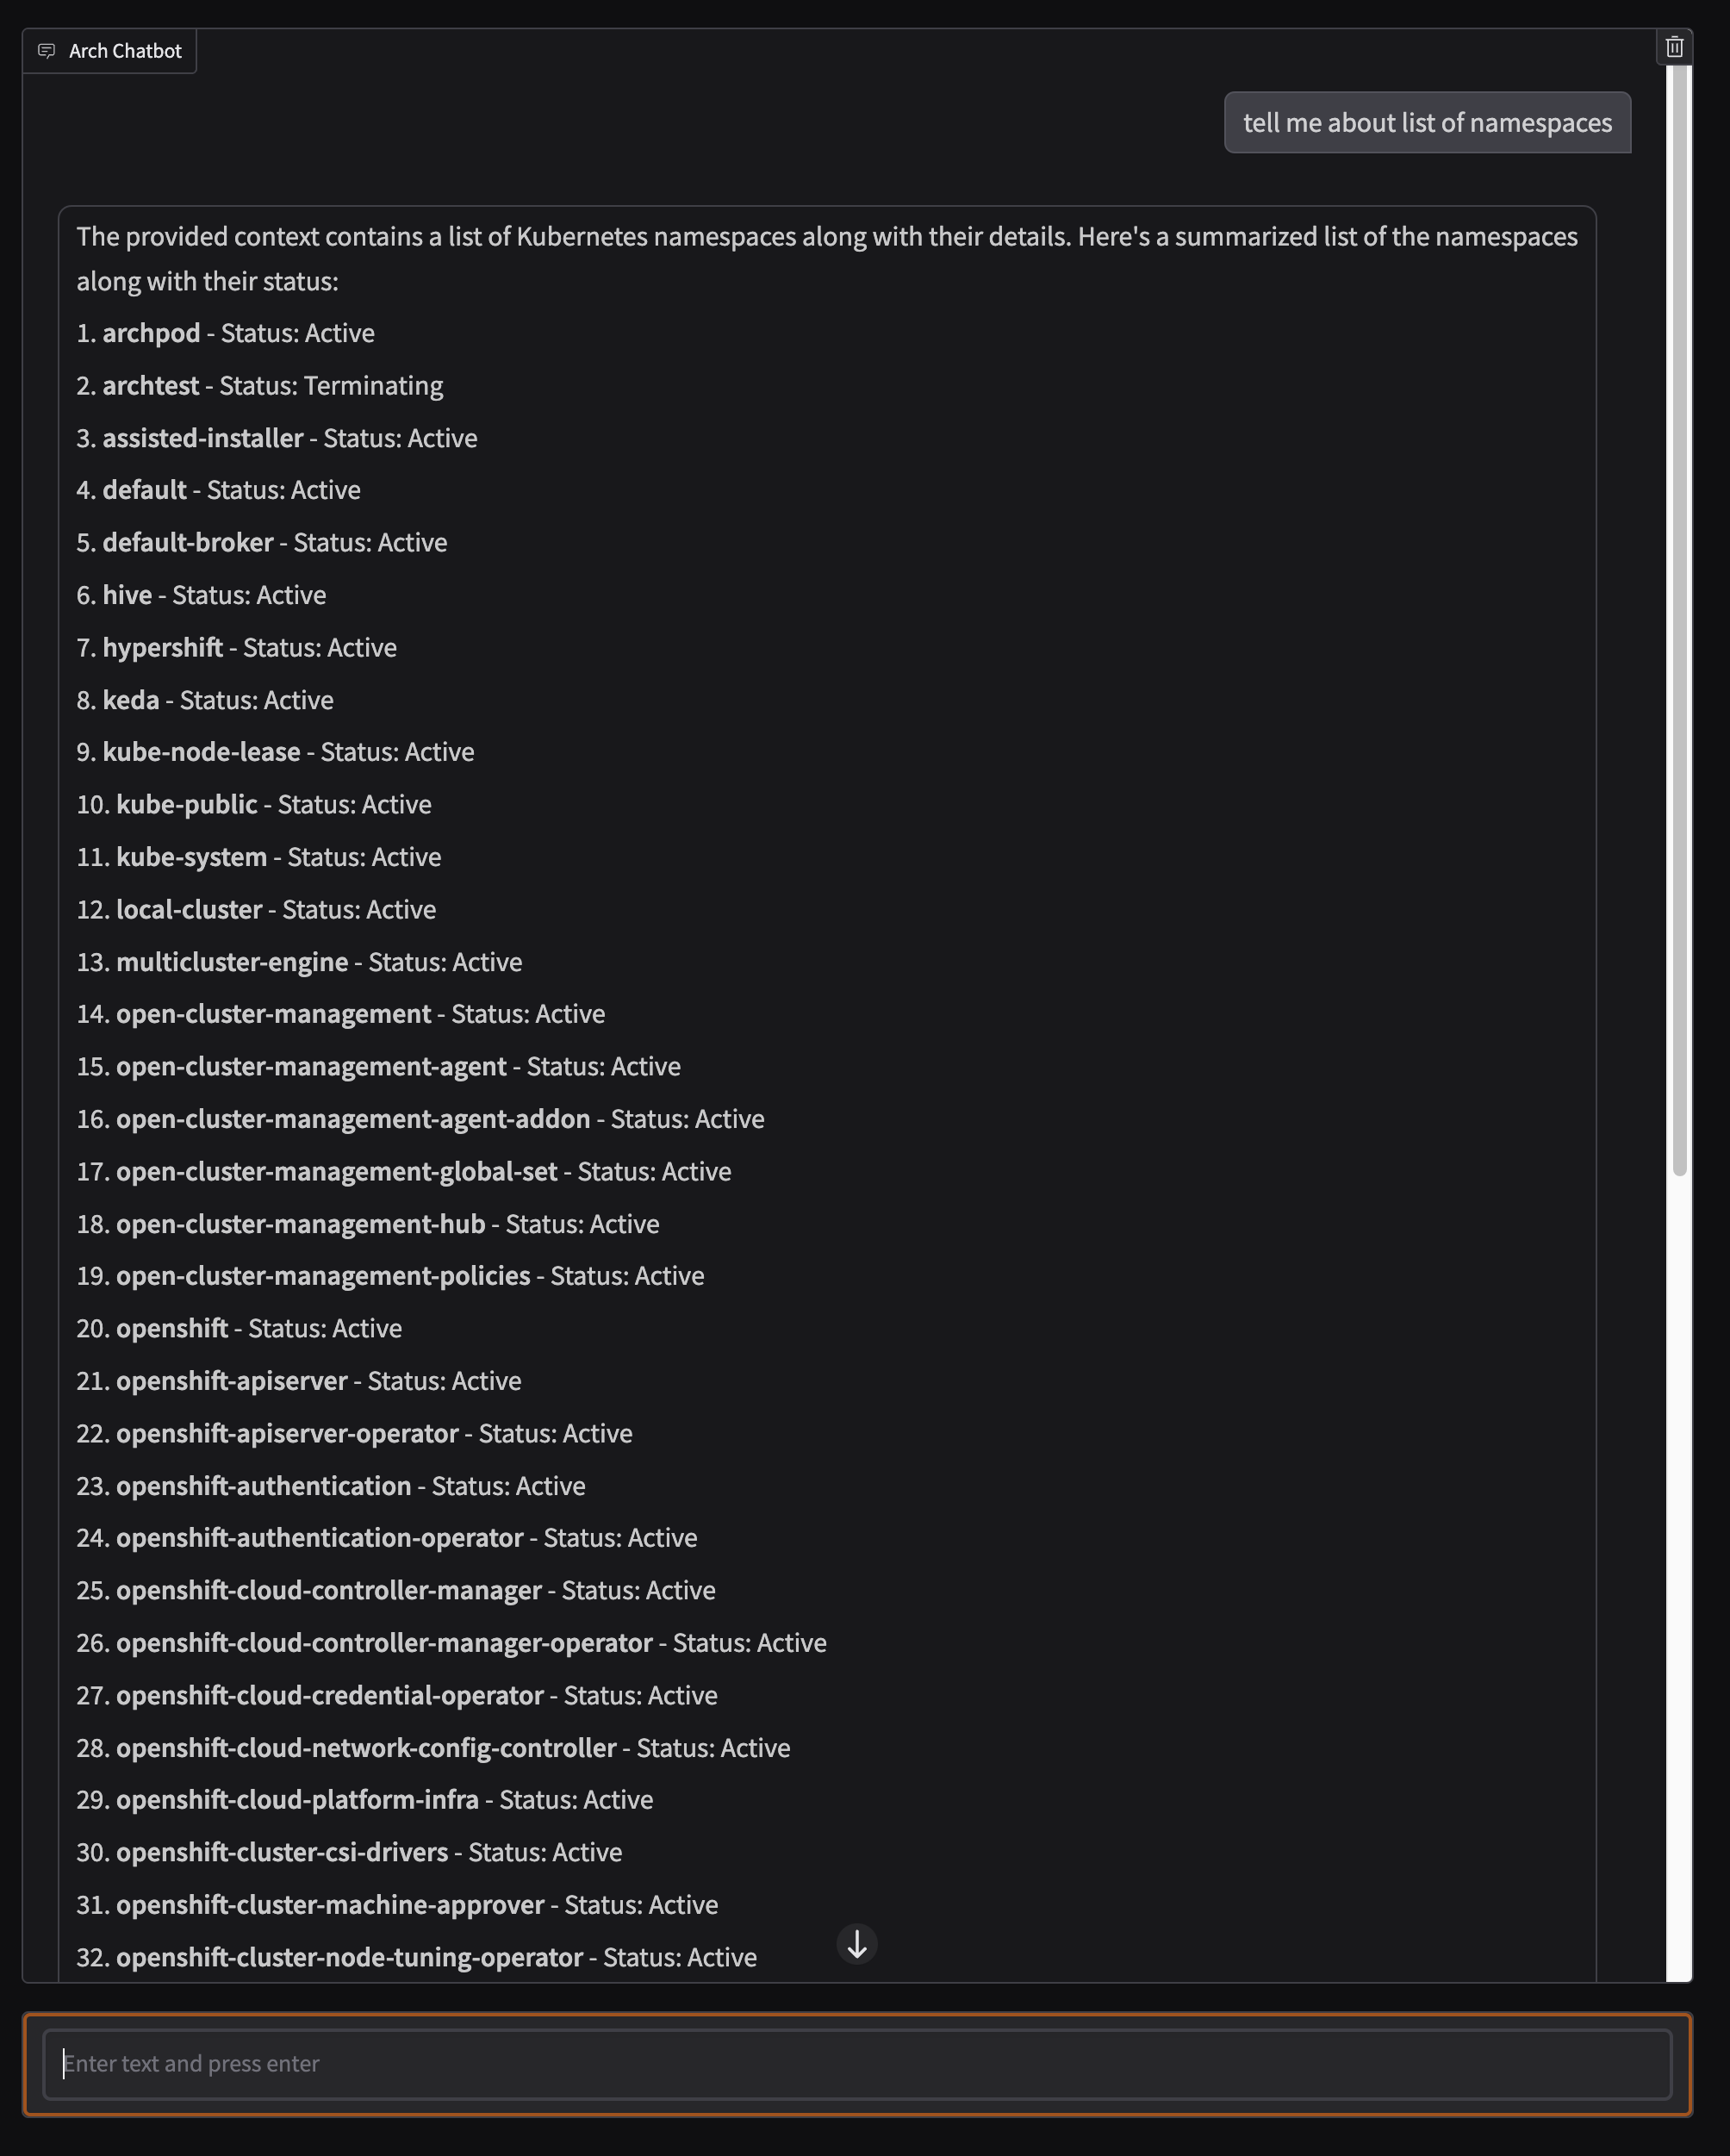 Arch Chatbot
tell me about list of namespaces
The provided context contains a list of Kubernetes namespaces along with their details. Here's a summarized list of the namespaces
along with their status:
1. archpod - Status: Active
2. archtest - Status: Terminating
3. assisted-installer - Status: Active
4. default - Status: Active
5. default-broker - Status: Active
6. hive - Status: Active
7. hypershift - Status: Active
8. keda - Status: Active
9. kube-node-lease - Status: Active
10. kube-public - Status: Active
11. kube-system - Status: Active
12. local-cluster - Status: Active
13. multicluster-engine - Status: Active
14. open-cluster-management - Status: Active
15. open-cluster-management-agent - Status: Active
16. open-cluster-management-agent-addon - Status: Active
17. open-cluster-management-global-set - Status: Active
18. open-cluster-management-hub - Status: Active
19. open-cluster-management-policies - Status: Active
20. openshift - Status: Active
21. openshift-apiserver - Status: Active
22. openshift-apiserver-operator - Status: Active
23. openshift-authentication - Status: Active
24. openshift-authentication-operator - Status: Active
25. openshift-cloud-controller-manager - Status: Active
26. openshift-cloud-controller-manager-operator - Status: Active
27. openshift-cloud-credential-operator - Status: Active
28. openshift-cloud-network-config-controller - Status: Active
29. openshift-cloud-platform-infra - Status: Active
30. openshift-cluster-csi-drivers - Status: Active
31. openshift-cluster-machine-approver - Status: Active
32. openshift-cluster-node-tuning-operator - Status: Active
Enter text and press enter